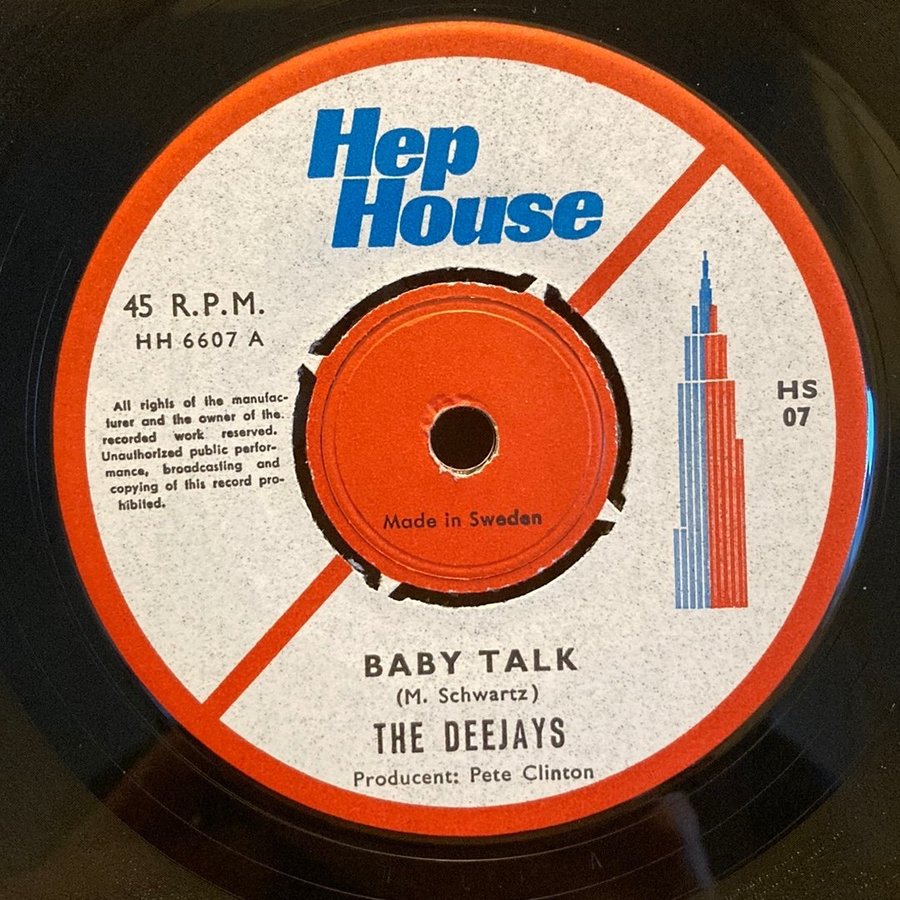 Hep
House
45 R.P.M.
HH 6607 A
All rights of the manufac-
turer and the owner of the
recorded work reserved.
Unauthorized public perfor-
mance, broadcasting and
copying of this record pro-
hibited.
HS
07
Made in Sweden
BABY TALK
(M. Schwartz)
THE DEEJAYS
Producent: Pete Clinton